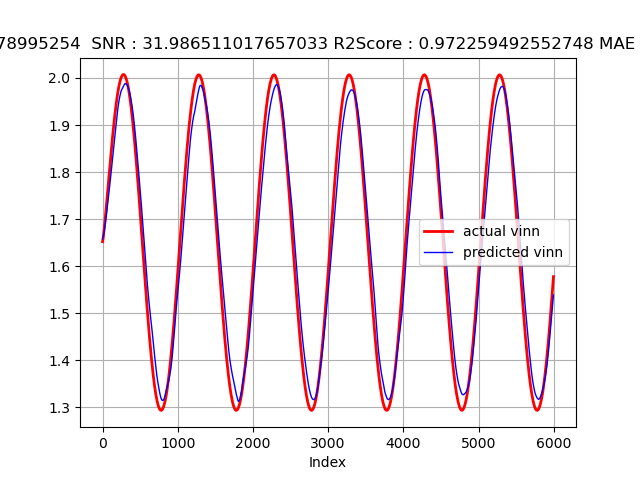 78995254 SNR : 31.986511017657033 R2Score : 0.972259492552748 MAE
2.0
1.9
1.8
1.7
1.6
1.5
1.4
1.3
actual vinn
predicted vinn
0 1000 2000 3000 4000 5000 6000
Index